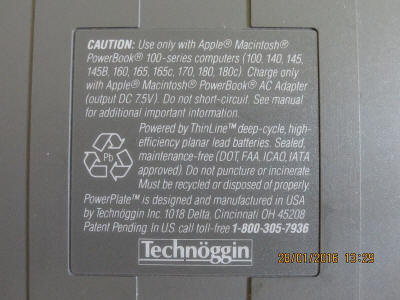 CAUTION: Use only with Apple® Macintosh®
PowerBook® 100-series computers (100, 140, 145,
145B, 160, 165, 165c, 170, 180, 180c). Charge only
with Apple® Macintosh® PowerBook® AC Adapter
(output DC 7.5V). Do not short-circuit. See manual
for additional important information.
Powered by ThinLine™ deep-cycle, high-
efficiency planar lead batteries. Sealed,
maintenance-free (DOT, FAA, ICAO, IATA
approved). Do not puncture or incinerate.
Must be recycled or disposed of properly.
Pb
PowerPlate™ is designed and manufactured in USA
by Technöggin Inc. 1018 Delta, Cincinnati OH 45208
Patent Pending. In US call toll-free 1-800-305-7936
Technöggin
29/01/2016 13:29